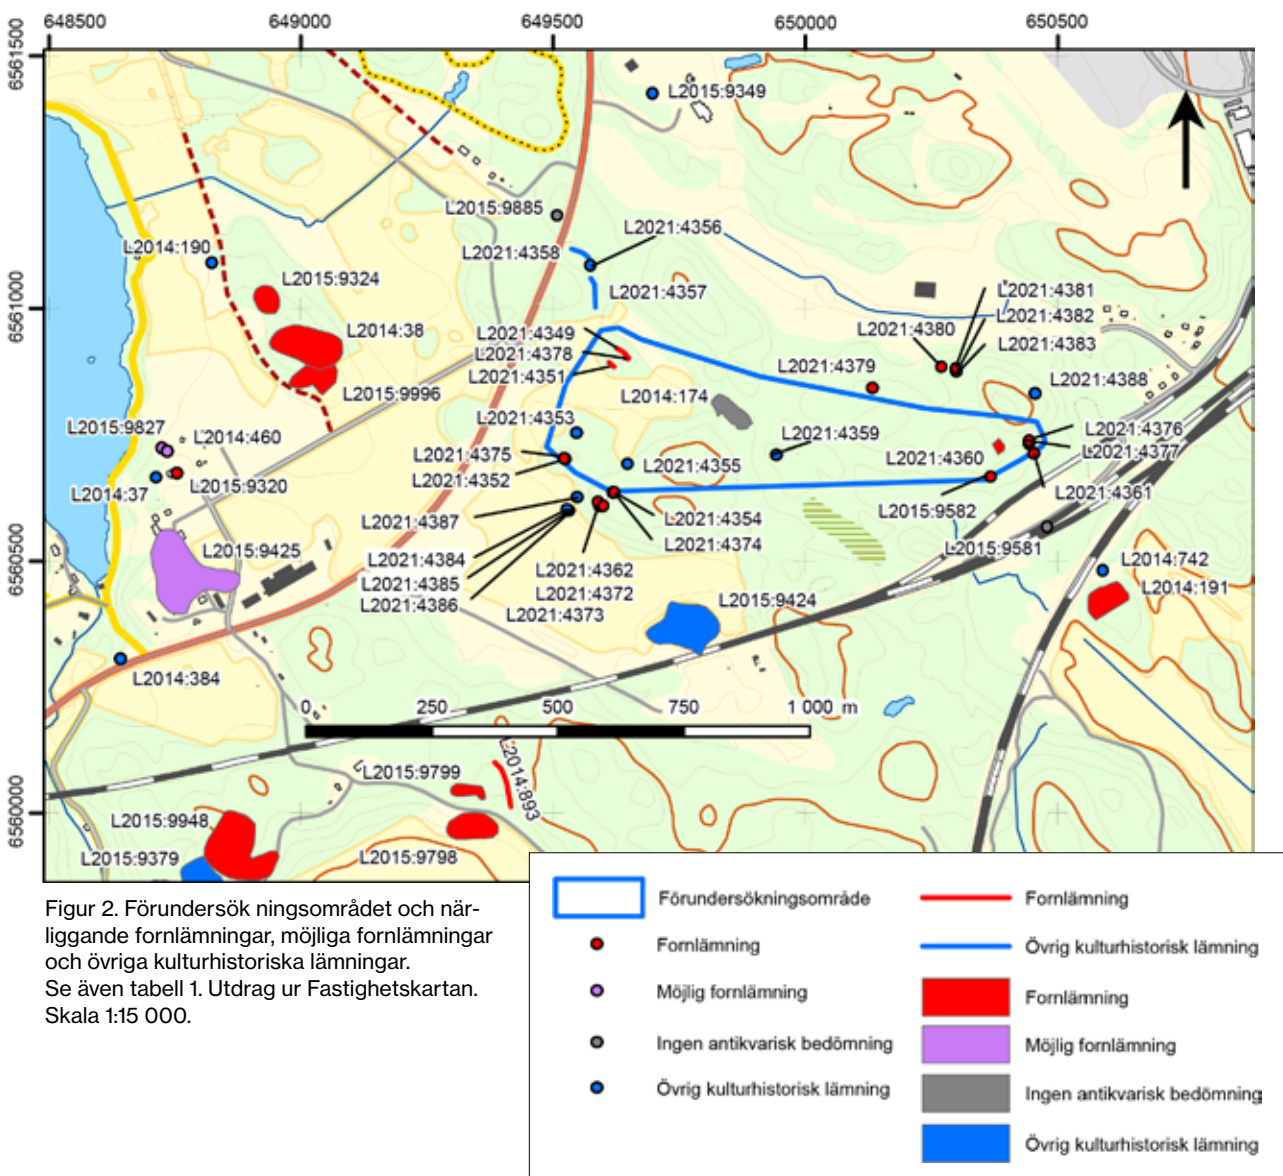 648500 649000 649500 650000 650500
6561500
6561000
6560500
6560000
L2015:9349
L2015:9885
L2021:4356
L2021:4358
L2014:190
L2015:9324
L2021:4357
L2021:4381
L2021:4382
L2021:4380
L2021:4383
L2014:38
L2021:4349
L2021:4378
L2021:4351
L2021:4379
L2021:4388
L2015:9996
L2014:174
L2015:9827
L2014:460
L2021:4353
L2021:4359
L2021:4376
L2021:4377
L2021:4375
L2021:4352
L2021:4355
L2021:4360
L2014:37
L2015:9320
L2021:4361
L2015:9582
L2021:4387
L2021:4354
L2021:4374
L2015:9425
L2021:4384
L2021:4385
L2021:4386
L2021:4362
L2021:4372
L2021:4373
L2015:9581
L2014:742
L2014:191
L2015:9424
L2014:384
0 250 500 750 1 000 m
L2015:9799
L2014:893
L2015:9948
L2015:9379
L2015:9798
Figur 2. Förundersök ningsområdet och när-
liggande fornlämningar, möjliga fornlämningar
och övriga kulturhistoriska lämningar.
Se även tabell 1. Utdrag ur Fastighetskartan.
Skala 1:15 000.
Förundersökningsområde
Fornlämning
Möjlig fornlämning
Ingen antikvarisk bedömning
Övrig kulturhistorisk lämning
Fornlämning
Övrig kulturhistorisk lämning
Fornlämning
Möjlig fornlämning
Ingen antikvarisk bedömning
Övrig kulturhistorisk lämning